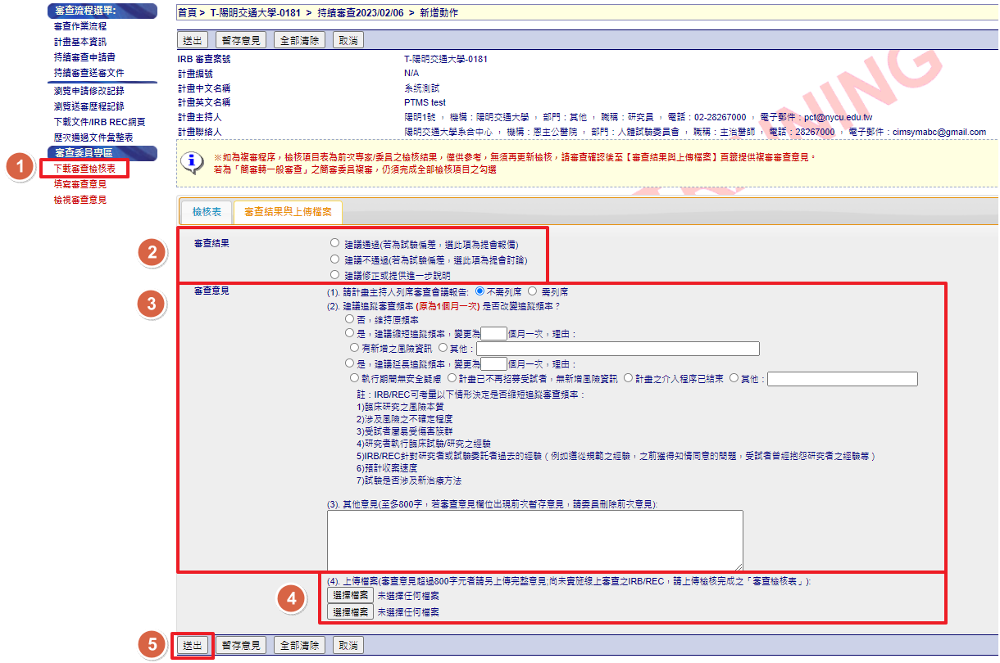 審查流程選單:
審查作業流程
計畫基本資訊
持續審查申請書
持續審查送審文件
瀏覽申請修改記錄
瀏覽送審歷程記錄
下載文件/IRB REC網頁
歷次通過文件彙整表
審查委員專區
1
下載審查檢核表
填寫審查意見
檢視審查意見
首頁 > T-陽明交通大學-0181 > 持續審查2023/02/06 > 新增動作
送出 暫存意見 全部清除 取消
IRB 審查案號 T-陽明交通大學-0181
計畫編號 N/A
計畫中文名稱 系統測試
計畫英文名稱 PTMS test
計畫主持人 陽明1號，機構：陽明交通大學，部門：其他，職稱：研究員，電話：02-28267000，電子郵件：pct@nycu.edu.tw
計畫聯絡人 陽明交通大學系台中心，機構：恩主公醫院，部門：人體試驗委員會，職稱：主治醫師，電話：28267000，電子郵件：cimsymabc@gmail.com
※如為複審程序，檢核項目表為前次專家/委員之檢核結果，僅供參考，無須再更新檢核，請審查確認後至【審查結果與上傳檔案】頁籤提供複審審查意見。
若為「簡審轉一般審查」之簡審委員複審，仍須完成全部檢核項目之勾選
檢核表 審查結果與上傳檔案
2
審查結果 建議通過(若為試驗偏差，選此項為提會報備)
建議不通過(若為試驗偏差，選此項為提會討論)
建議修正或提供進一步說明
3
審查意見 (1). 請計畫主持人列席審查會議報告: 不需列席 需列席
(2). 建議追蹤審查頻率 (原為1個月一次) 是否改變追蹤頻率？
否，維持原頻率
是，建議縮短追蹤頻率，變更為 個月一次，理由：
有新增之風險資訊 其他：
是，建議延長追蹤頻率，變更為 個月一次，理由：
執行期間無安全疑慮 計畫已不再招募受試者，無新增風險資訊 計畫之介入程序已結束 其他：
註：IRB/REC可考量以下情形決定是否縮短追蹤審查頻率：
1)臨床研究之風險本質
2)涉及風險之不確定程度
3)受試者屬易受傷害族群
4)研究者執行臨床試驗/研究之經驗
5)IRB/REC針對研究者或試驗委託者過去的經驗（例如遵從規範之經驗，之前獲得知情同意的問題，受試者曾經抱怨研究者之經驗等）
6)預計收案速度
7)試驗是否涉及新治療方法
(3). 其他意見(至多800字，若審查意見欄位出現前次暫存意見，請委員刪除前次意見):
4
(4). 上傳檔案(審查意見超過800字元者請另上傳完整意見;尚未實施線上審查之IRB/REC，請上傳檢核完成之「審查檢核表」):
選擇檔案 未選擇任何檔案
選擇檔案 未選擇任何檔案
5
送出 暫存意見 全部清除 取消